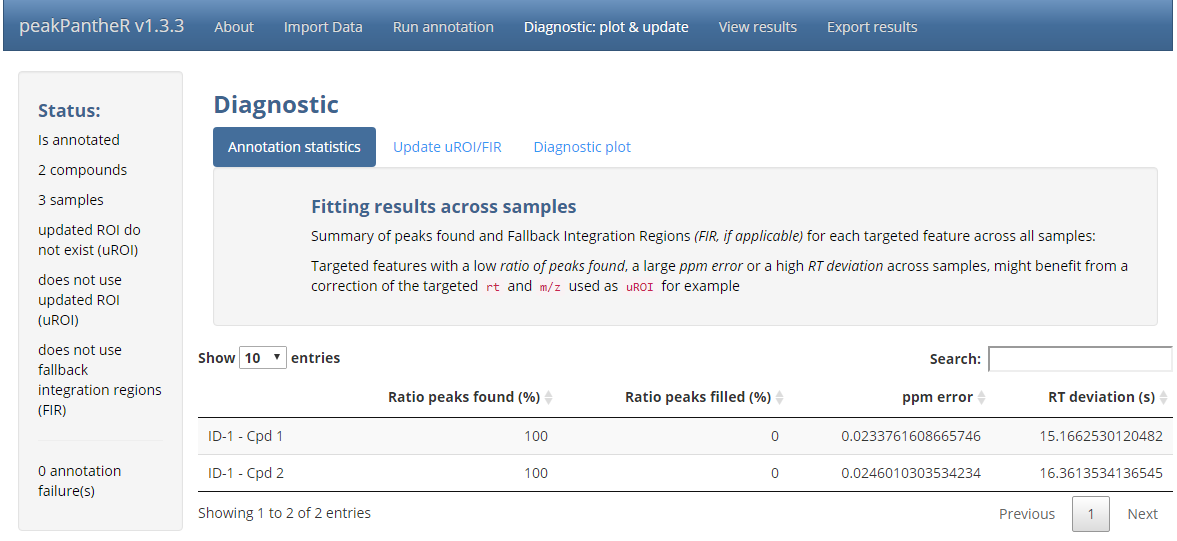 peakPantheR v1.3.3 About Import Data Run annotation Diagnostic: plot & update View results Export results
Status:
Is annotated
2 compounds
3 samples
updated ROI do
not exist (uROI)
does not use
updated ROI
(uROI)
does not use
fallback
integration regions
(FIR)
0 annotation
failure(s)
Diagnostic
Annotation statistics Update uROI/FIR Diagnostic plot
Fitting results across samples
Summary of peaks found and Fallback Integration Regions (FIR, if applicable) for each targeted feature across all samples:
Targeted features with a low ratio of peaks found, a large ppm error or a high RT deviation across samples, might benefit from a
correction of the targeted rt and m/z used as uROI for example
Show 10 entries Search:
Ratio peaks found (%) Ratio peaks filled (%) ppm error RT deviation (s)
ID-1 - Cpd 1 100 0 0.0233761608665746 15.1662530120482
ID-1 - Cpd 2 100 0 0.0246010303534234 16.3613534136545
Showing 1 to 2 of 2 entries Previous 1 Next